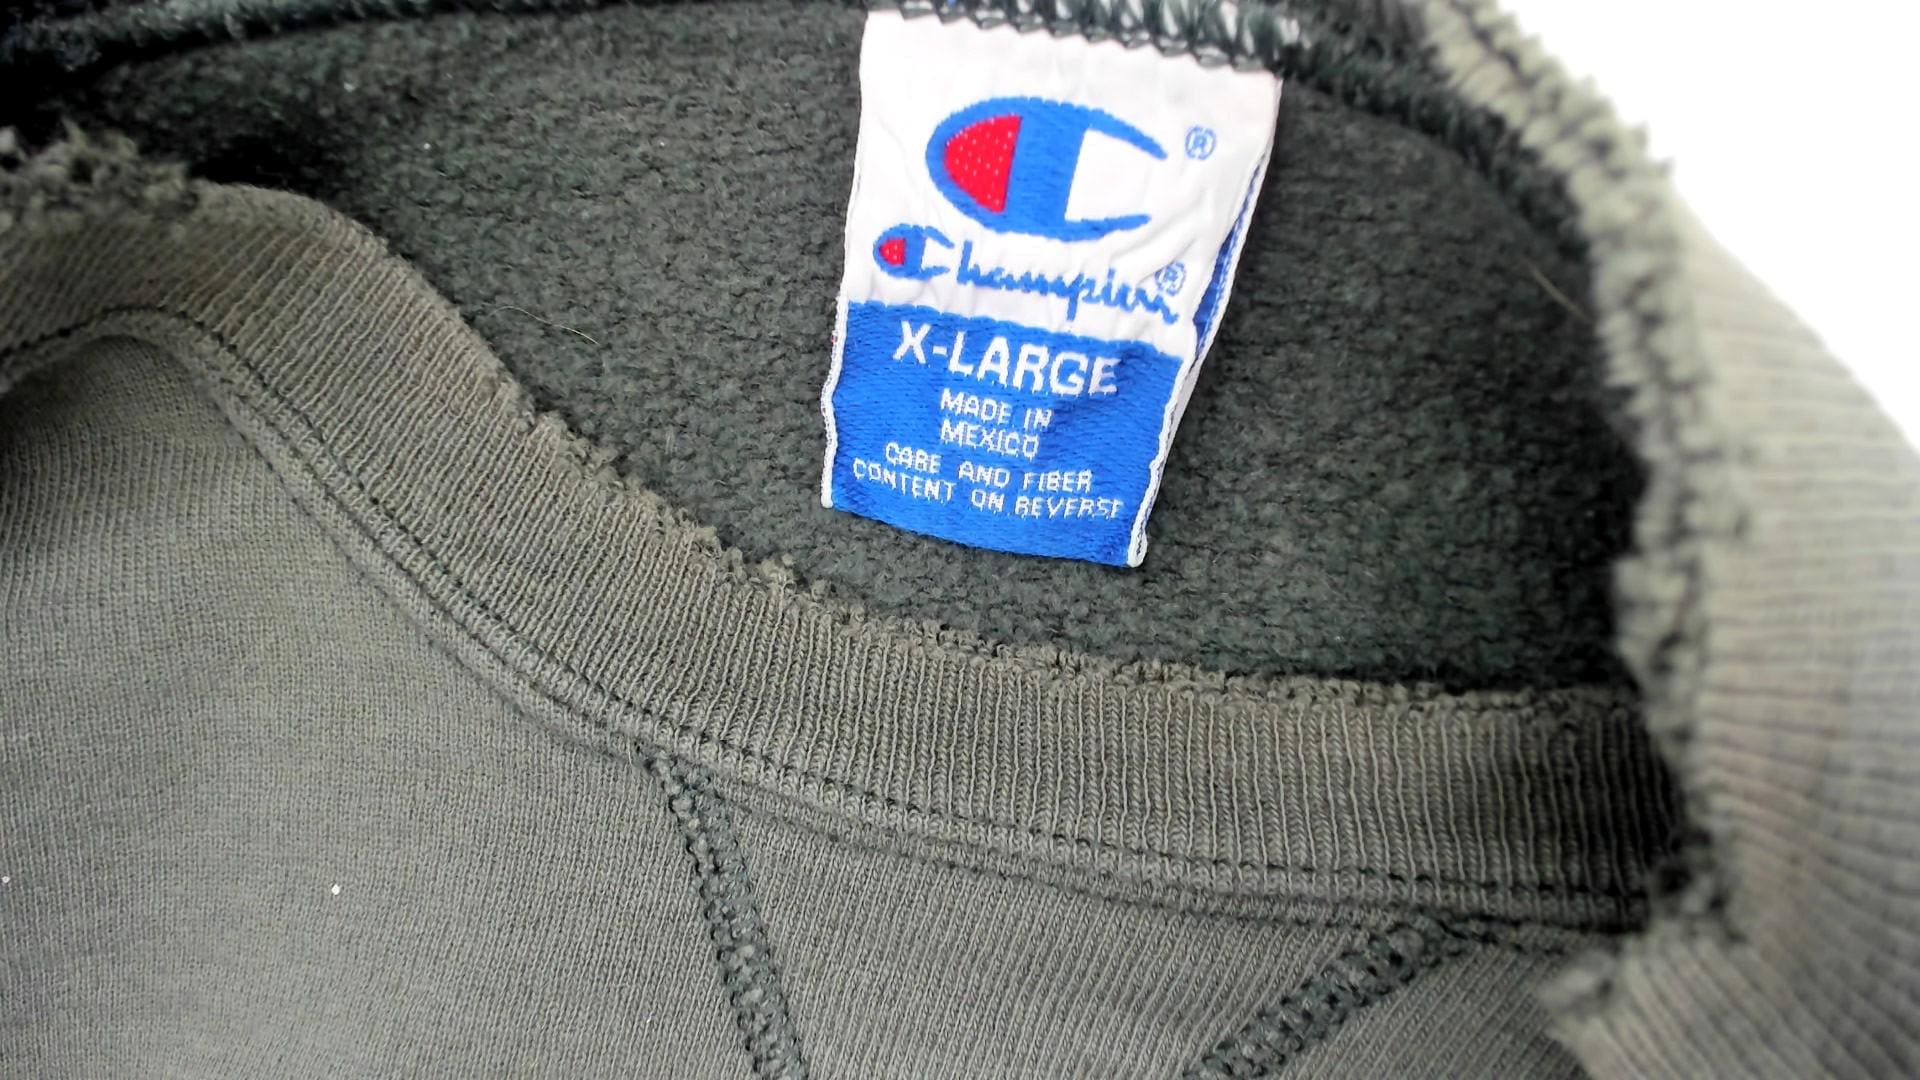 ®
Champion®
X-LARGE
MADE IN
MEXICO
CARE AND FIBER
CONTENT ON REVERSE